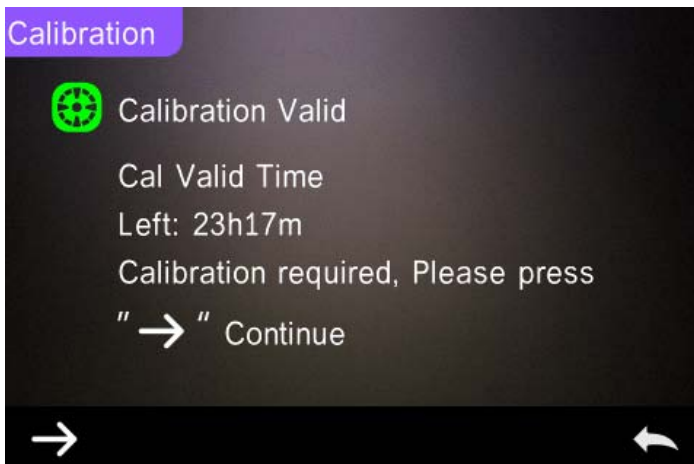 Calibration
Calibration Valid
Cal Valid Time
Left: 23h17m
Calibration required, Please press
"→" Continue